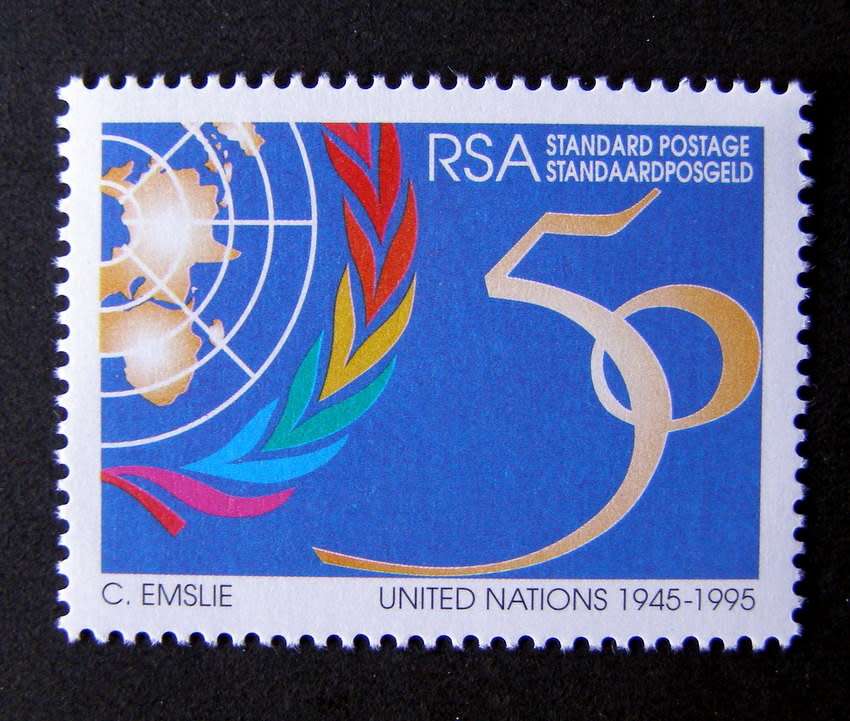 RSA STANDARD POSTAGE
STANDAARDPOSGELD
50
C. EMSLIE
UNITED NATIONS 1945-1995